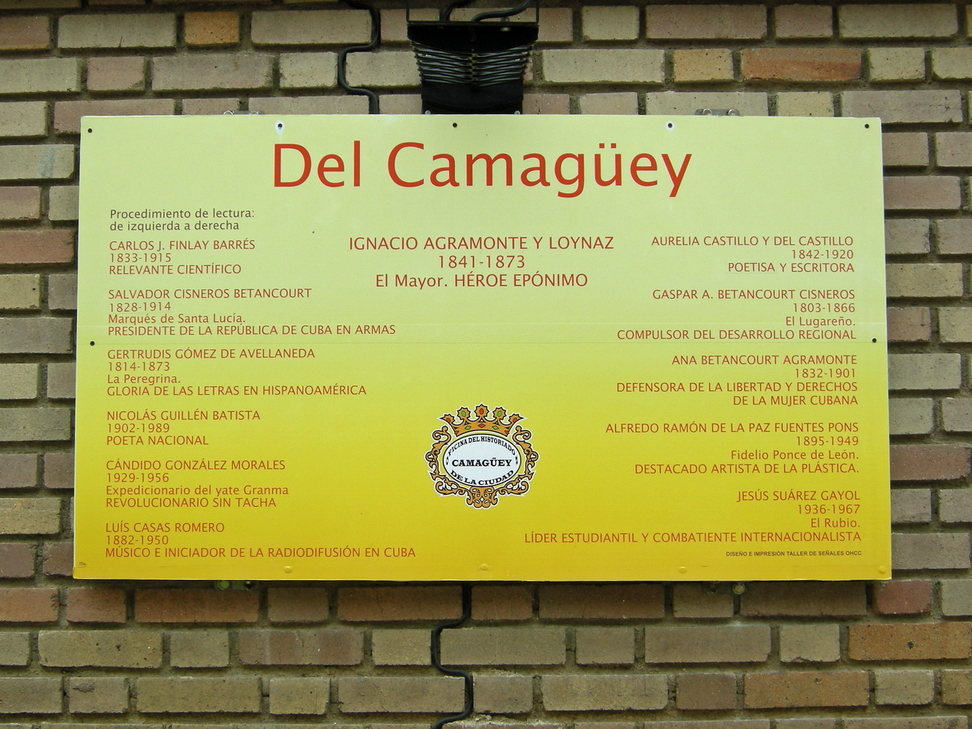 Del Camagüey
Procedimiento de lectura:
de izquierda a derecha
CARLOS J. FINLAY BARRÉS
1833-1915
RELEVANTE CIENTÍFICO
SALVADOR CISNEROS BETANCOURT
1828-1914
Marqués de Santa Lucía.
PRESIDENTE DE LA REPÚBLICA DE CUBA EN ARMAS
GERTRUDIS GÓMEZ DE AVELLANEDA
1814-1873
La Peregrina.
GLORIA DE LAS LETRAS EN HISPANOAMÉRICA
NICOLÁS GUILLÉN BATISTA
1902-1989
POETA NACIONAL
CÁNDIDO GONZÁLEZ MORALES
1929-1956
Expedicionario del yate Granma
REVOLUCIONARIO SIN TACHA
LUÍS CASAS ROMERO
1882-1950
MÚSICO E INICIADOR DE LA RADIODIFUSIÓN EN CUBA
IGNACIO AGRAMONTE Y LOYNAZ
1841-1873
El Mayor. HÉROE EPÓNIMO
OFICINA DEL HISTORIADOR
CAMAGÜEY
DE LA CIUDAD
AURELIA CASTILLO Y DEL CASTILLO
1842-1920
POETISA Y ESCRITORA
GASPAR A. BETANCOURT CISNEROS
1803-1866
El Lugareño.
COMPULSOR DEL DESARROLLO REGIONAL
ANA BETANCOURT AGRAMONTE
1832-1901
DEFENSORA DE LA LIBERTAD Y DERECHOS
DE LA MUJER CUBANA
ALFREDO RAMÓN DE LA PAZ FUENTES PONS
1895-1949
Fidelio Ponce de León.
DESTACADO ARTISTA DE LA PLÁSTICA.
JESÚS SUÁREZ GAYOL
1936-1967
El Rubio.
LÍDER ESTUDIANTIL Y COMBATIENTE INTERNACIONALISTA
DISEÑO E IMPRESIÓN TALLER DE SEÑALES OHCC